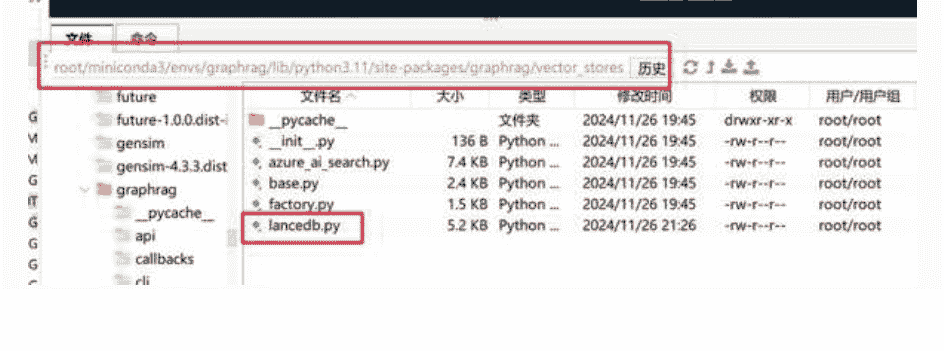 文件 命令
root/miniconda3/envs/graphrag/lib/python3.11/site-packages/graphrag/vector_stores 历史
文件名 大小 类型 修改时间 权限 用户/用户组
future
future-1.0.0.dist-i
gensim
gensim-4.3.3.dist
graphrag
__pycache__
api
callbacks
cli
__pycache__ 文件夹 2024/11/26 19:45 drwxr-xr-x root/root
__init__.py 136 B Python ... 2024/11/26 19:45 -rw-r--r-- root/root
azure_ai_search.py 7.4 KB Python ... 2024/11/26 19:45 -rw-r--r-- root/root
base.py 2.4 KB Python ... 2024/11/26 19:45 -rw-r--r-- root/root
factory.py 1.5 KB Python ... 2024/11/26 19:45 -rw-r--r-- root/root
lancedb.py 5.2 KB Python ... 2024/11/26 21:26 -rw-r--r-- root/root